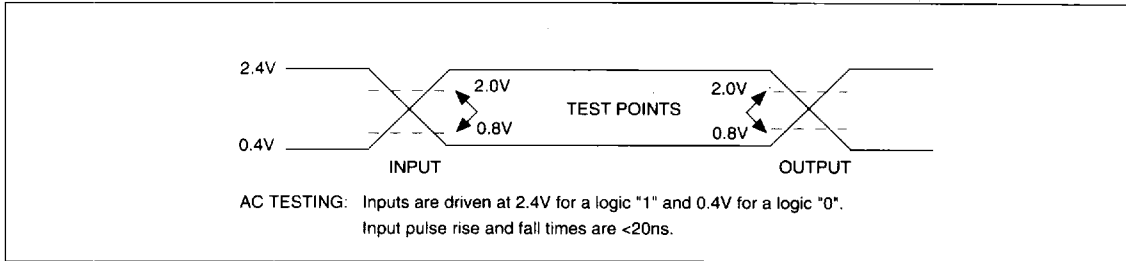 2.4V
2.0V
2.0V
TEST POINTS
0.8V
0.8V
0.4V
INPUT
OUTPUT
AC TESTING: Inputs are driven at 2.4V for a logic "1" and 0.4V for a logic "0".
Input pulse rise and fall times are <20ns.